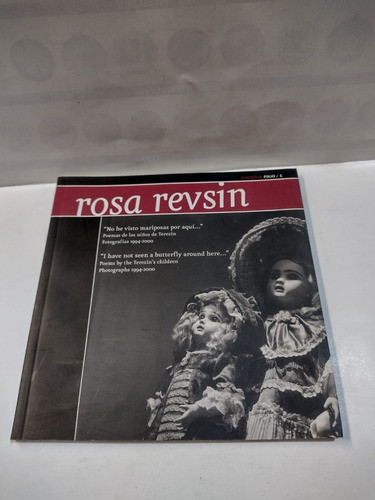 FOLIO / 6
rosa revsin
"No he visto mariposas por aquí..."
Poemas de los niños de Terezin
Fotografías 1994-2000
"I have not seen a butterfly around here..."
Poems by the Terezin's children
Photographs 1994-2000